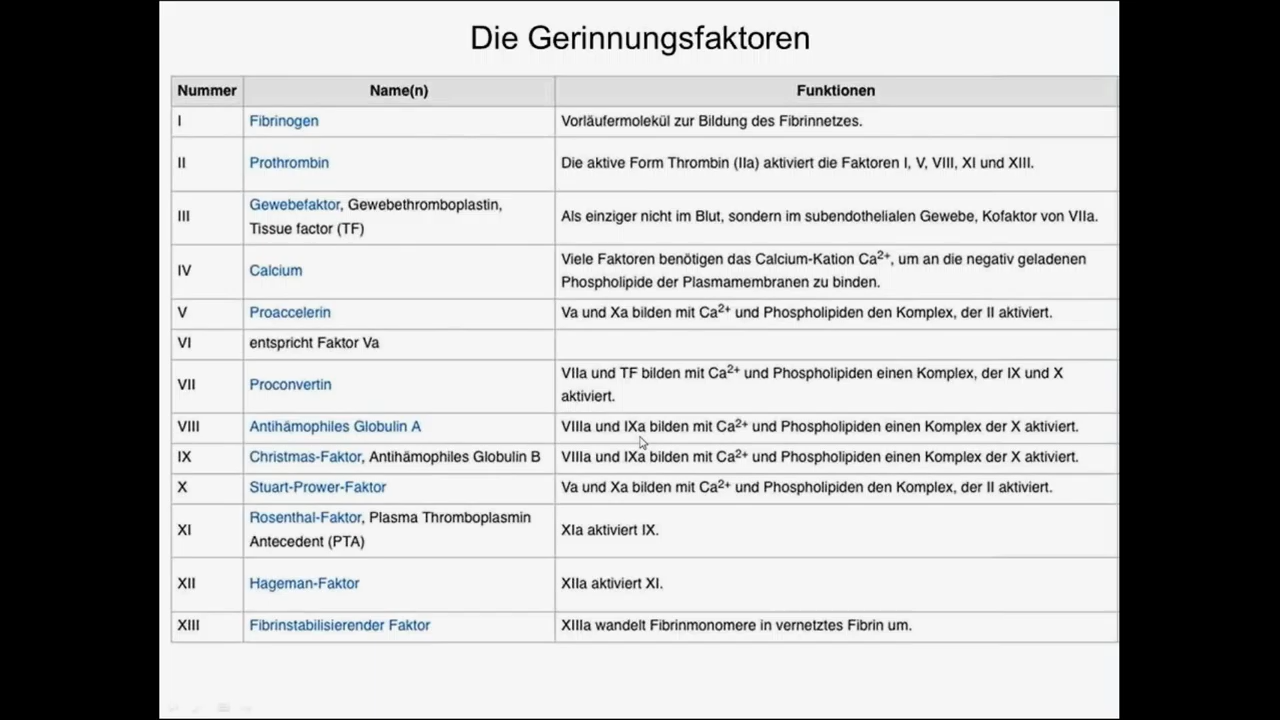 Die Gerinnungsfaktoren
Nummer Name(n) Funktionen
I Fibrinogen Vorläufermolekül zur Bildung des Fibrinnetzes.
II Prothrombin Die aktive Form Thrombin (IIa) aktiviert die Faktoren I, V, VIII, XI und XIII.
III Gewebefaktor, Gewebethromboplastin,
Tissue factor (TF) Als einziger nicht im Blut, sondern im subendothelialen Gewebe, Kofaktor von VIIa.
IV Calcium Viele Faktoren benötigen das Calcium-Kation Ca²⁺, um an die negativ geladenen
Phospholipide der Plasmamembranen zu binden.
V Proaccelerin Va und Xa bilden mit Ca²⁺ und Phospholipiden den Komplex, der II aktiviert.
VI entspricht Faktor Va
VII Proconvertin VIIa und TF bilden mit Ca²⁺ und Phospholipiden einen Komplex, der IX und X
aktiviert.
VIII Antihämophiles Globulin A VIIIa und IXa bilden mit Ca²⁺ und Phospholipiden einen Komplex der X aktiviert.
IX Christmas-Faktor, Antihämophiles Globulin B VIIIa und IXa bilden mit Ca²⁺ und Phospholipiden einen Komplex der X aktiviert.
X Stuart-Prower-Faktor Va und Xa bilden mit Ca²⁺ und Phospholipiden den Komplex, der II aktiviert.
XI Rosenthal-Faktor, Plasma Thromboplasmin
Antecedent (PTA) XIa aktiviert IX.
XII Hageman-Faktor XIIa aktiviert XI.
XIII Fibrinstabilisierender Faktor XIIIa wandelt Fibrinmonomere in vernetztes Fibrin um.